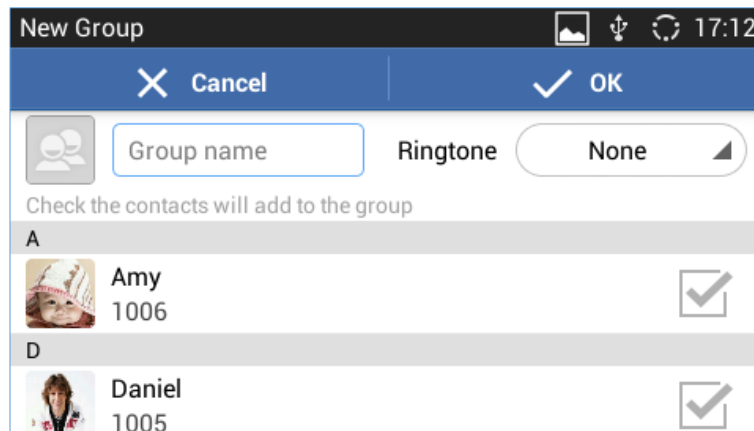 New Group 17:12
Cancel OK
Group name Ringtone None
Check the contacts will add to the group
A
Amy
1006
D
Daniel
1005